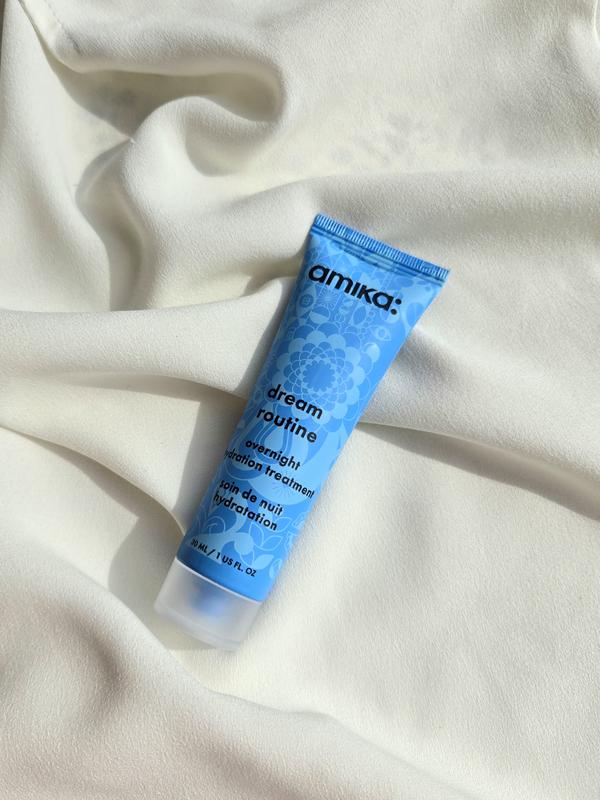 amika:
dream
routine
overnight
hydration treatment
soin de nuit
hydratation
30 ML / 1 US FL. OZ